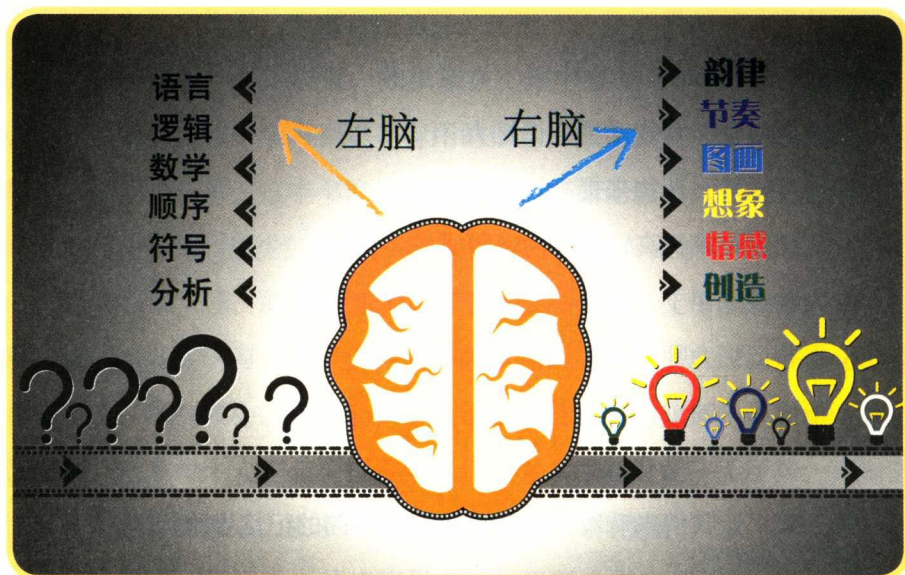 左脑
语言
逻辑
数学
顺序
符号
分析
右脑
韵律
节奏
图画
想象
情感
创造